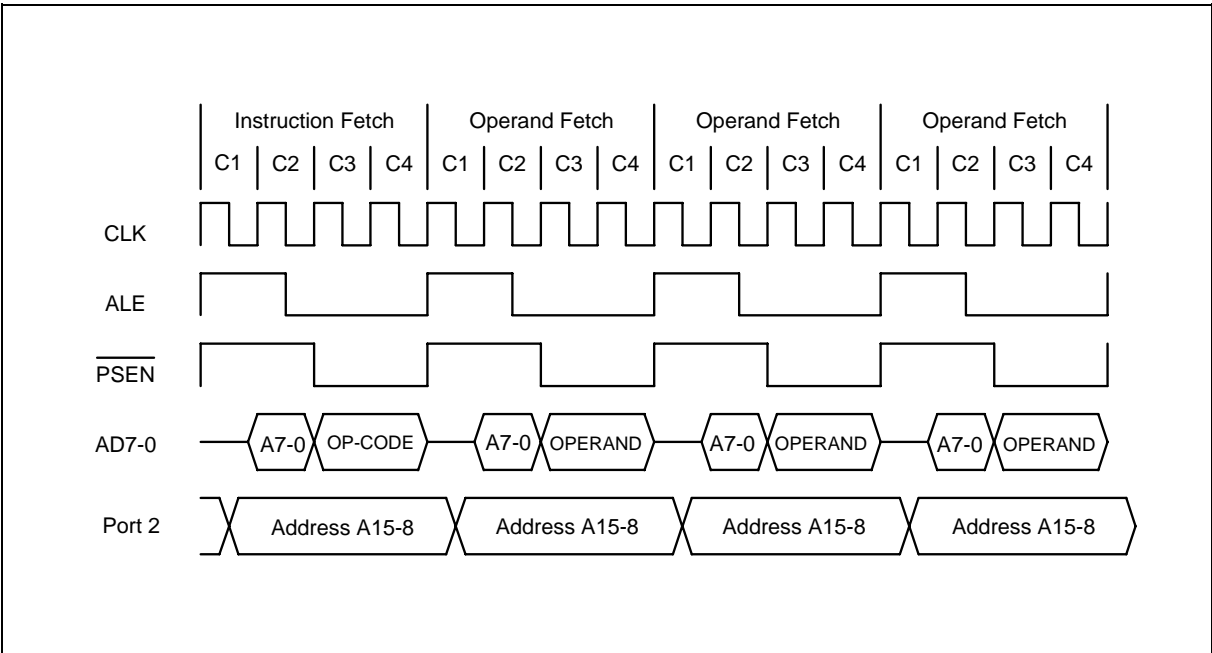 Instruction Fetch Operand Fetch Operand Fetch Operand Fetch
C1 C2 C3 C4 C1 C2 C3 C4 C1 C2 C3 C4 C1 C2 C3 C4
CLK
ALE
PSEN
AD7-0 A7-0 OP-CODE A7-0 OPERAND A7-0 OPERAND A7-0 OPERAND
Port 2 Address A15-8 Address A15-8 Address A15-8 Address A15-8